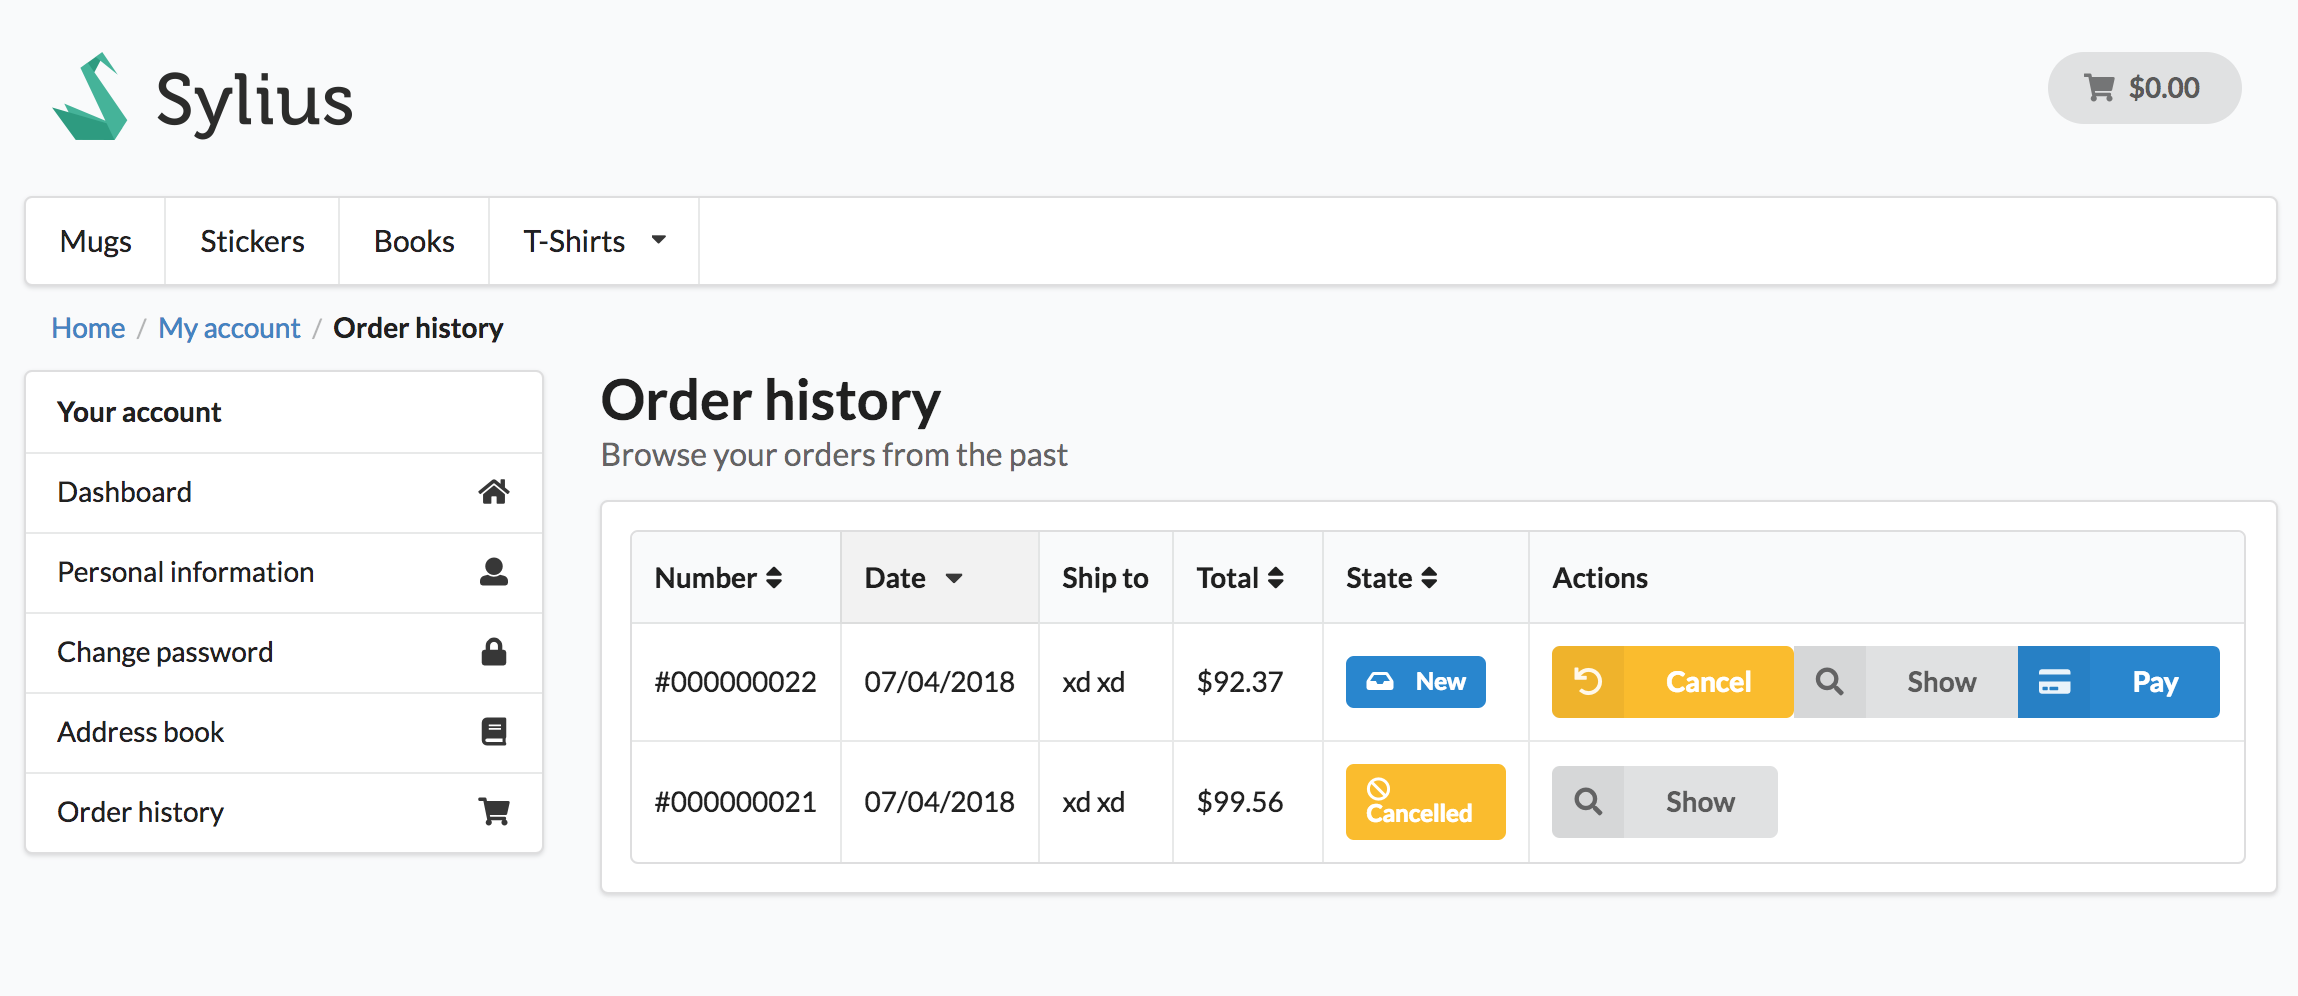 Sylius
$0.00
Mugs Stickers Books T-Shirts
Home / My account / Order history
Your account
Dashboard
Personal information
Change password
Address book
Order history
Order history
Browse your orders from the past
Number Date Ship to Total State Actions
#000000022 07/04/2018 xd xd $92.37 New Cancel Show Pay
#000000021 07/04/2018 xd xd $99.56 Cancelled Show